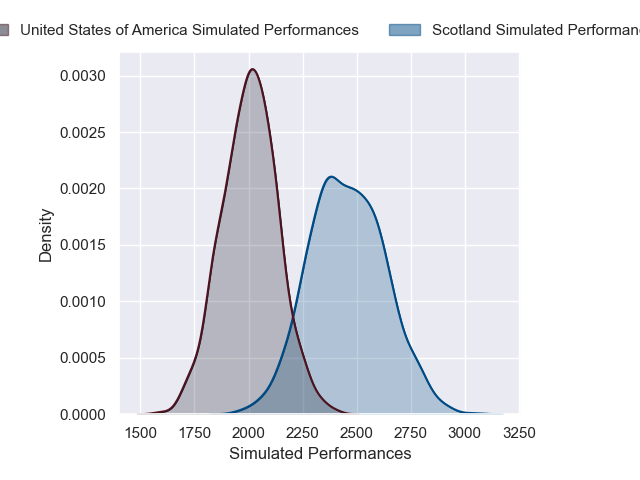 United States of America Simulated Performances
Scotland Simulated
0.0030
0.0025
0.0020
0.0015
0.0010
0.0005
0.0000
Density
1500 1750 2000 2250 2500 2750 3000 3250
Simulated Performances